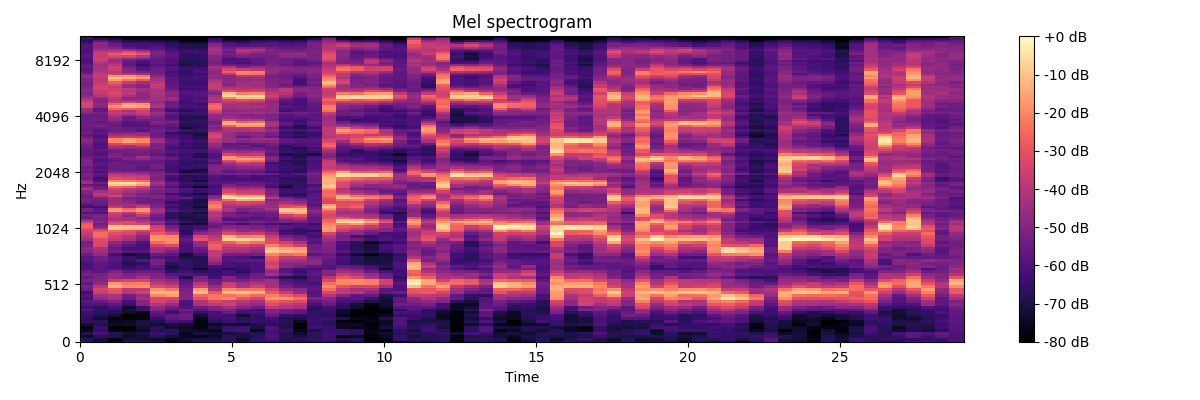 Mel spectrogram
Hz
8192
4096
2048
1024
512
0
0 5 10 15 20 25
Time
+0 dB
-10 dB
-20 dB
-30 dB
-40 dB
-50 dB
-60 dB
-70 dB
-80 dB